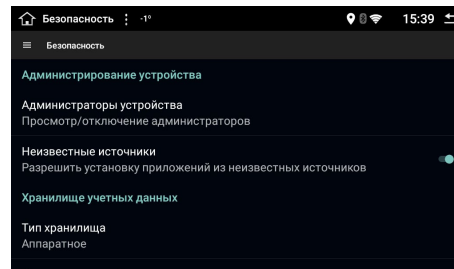 Безопасность -1° 15:39
Безопасность
Администрирование устройства
Администраторы устройства
Просмотр/отключение администраторов
Неизвестные источники
Разрешить установку приложений из неизвестных источников
Хранилище учетных данных
Тип хранилища
Аппаратное